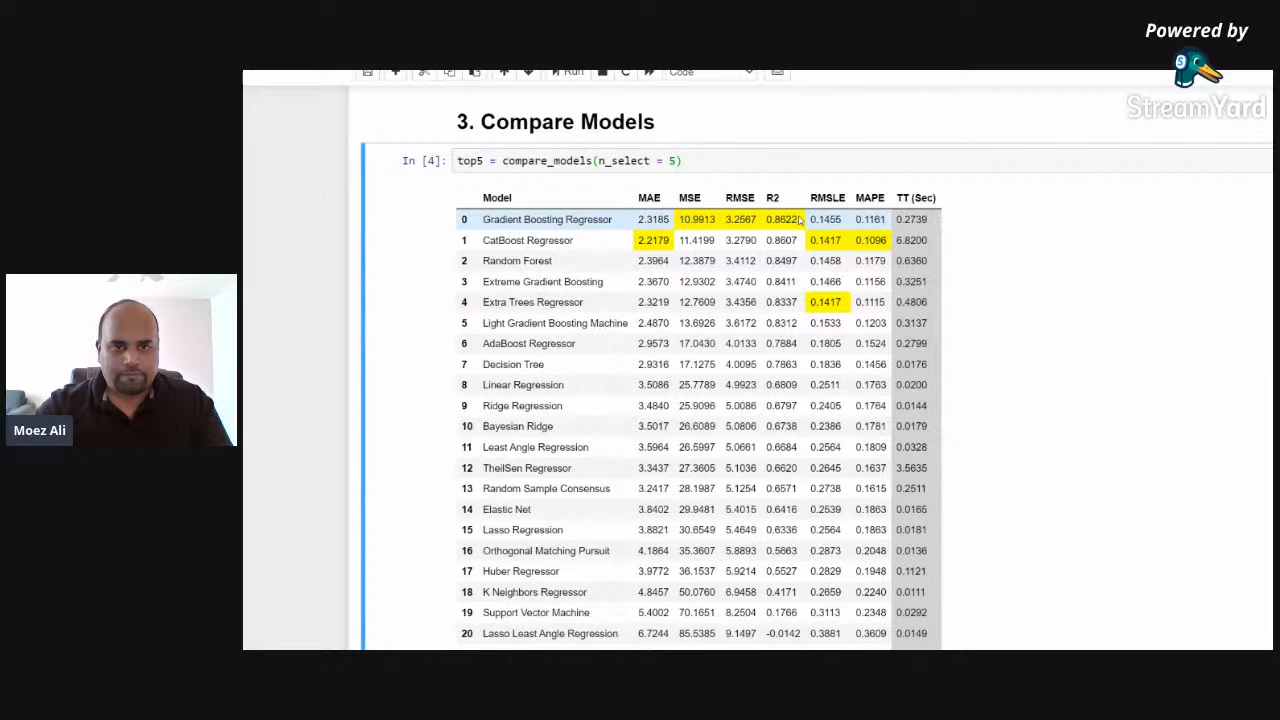 Powered by
StreamYard
Run
Code
3. Compare Models
In [4]: top5 = compare_models(n_select = 5)
Model MAE MSE RMSE R2 RMSLE MAPE TT (Sec)
0 Gradient Boosting Regressor 2.3185 10.9913 3.2567 0.8622 0.1455 0.1161 0.2739
1 CatBoost Regressor 2.2179 11.4199 3.2790 0.8607 0.1417 0.1096 6.8200
2 Random Forest 2.3964 12.3879 3.4112 0.8497 0.1458 0.1179 0.6360
3 Extreme Gradient Boosting 2.3670 12.9302 3.4740 0.8411 0.1466 0.1156 0.3251
4 Extra Trees Regressor 2.3219 12.7609 3.4356 0.8337 0.1417 0.1115 0.4806
5 Light Gradient Boosting Machine 2.4870 13.6926 3.6172 0.8312 0.1533 0.1203 0.3137
6 AdaBoost Regressor 2.9573 17.0430 4.0133 0.7884 0.1805 0.1524 0.2799
7 Decision Tree 2.9316 17.1275 4.0095 0.7863 0.1836 0.1456 0.0176
8 Linear Regression 3.5086 25.7789 4.9923 0.6809 0.2511 0.1763 0.0200
9 Ridge Regression 3.4840 25.9096 5.0086 0.6797 0.2405 0.1764 0.0144
10 Bayesian Ridge 3.5017 26.6089 5.0806 0.6738 0.2386 0.1781 0.0179
11 Least Angle Regression 3.5964 26.5997 5.0661 0.6684 0.2564 0.1809 0.0328
12 TheilSen Regressor 3.3437 27.3605 5.1036 0.6620 0.2645 0.1637 3.5635
13 Random Sample Consensus 3.2417 28.1987 5.1254 0.6571 0.2738 0.1615 0.2511
14 Elastic Net 3.8402 29.9481 5.4015 0.6416 0.2539 0.1863 0.0165
15 Lasso Regression 3.8821 30.6549 5.4649 0.6336 0.2564 0.1863 0.0181
16 Orthogonal Matching Pursuit 4.1864 35.3607 5.8893 0.5663 0.2873 0.2048 0.0136
17 Huber Regressor 3.9772 36.1537 5.9214 0.5527 0.2829 0.1948 0.1121
18 K Neighbors Regressor 4.8457 50.0760 6.9458 0.4171 0.2659 0.2240 0.0111
19 Support Vector Machine 5.4002 70.1651 8.2504 0.1766 0.3113 0.2348 0.0292
20 Lasso Least Angle Regression 6.7244 85.5385 9.1497 -0.0142 0.3881 0.3609 0.0149
Moez Ali